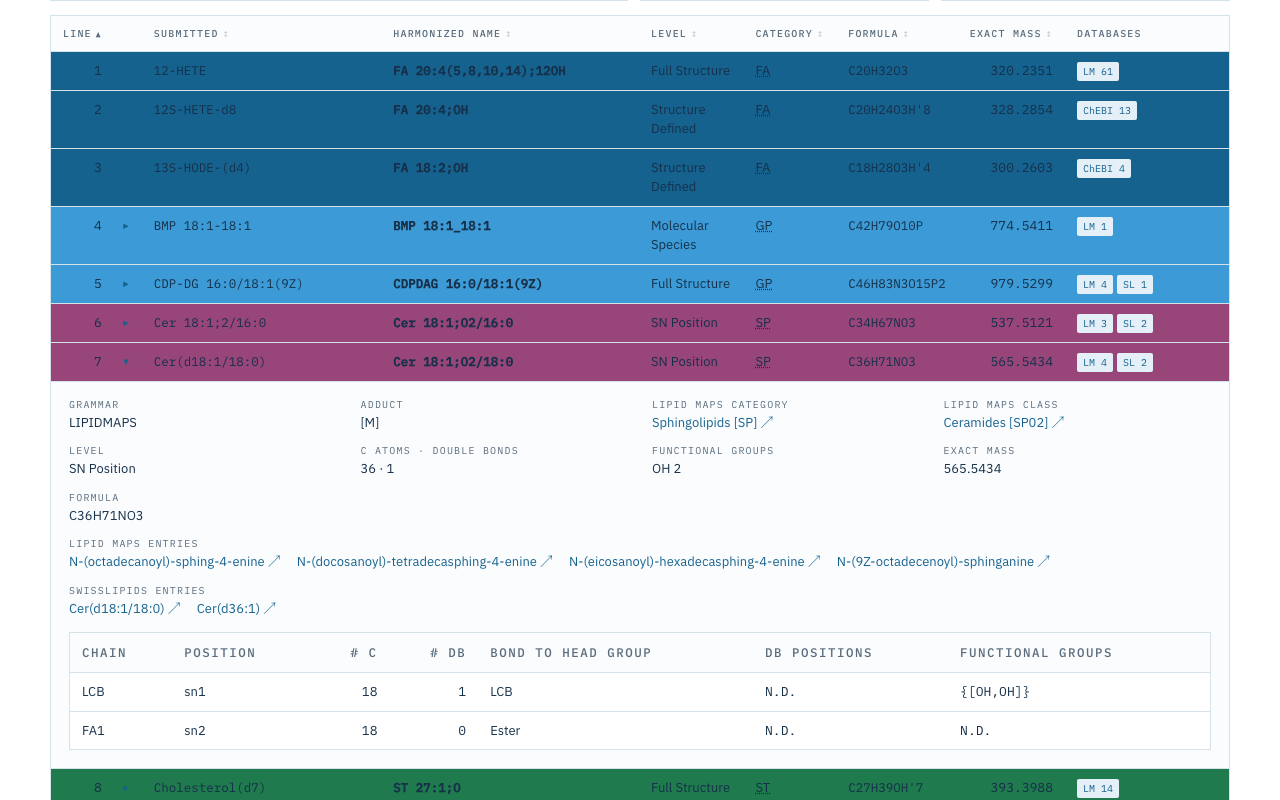 LINE ▲ SUBMITTED ↕ HARMONIZED NAME ↕ LEVEL ↕ CATEGORY ↕ FORMULA ↕ EXACT MASS ↕ DATABASES
1 12-HETE FA 20:4(5,8,10,14);12OH Full Structure FA C20H32O3 320.2351 LM 61
2 12S-HETE-d8 FA 20:4;OH Structure Defined FA C20H24O3H'8 328.2854 ChEBI 13
3 13S-HODE-(d4) FA 18:2;OH Structure Defined FA C18H28O3H'4 300.2603 ChEBI 4
4 ▸ BMP 18:1-18:1 BMP 18:1_18:1 Molecular Species GP C42H79O10P 774.5411 LM 1
5 ▸ CDP-DG 16:0/18:1(9Z) CDPDAG 16:0/18:1(9Z) Full Structure GP C46H83N3O15P2 979.5299 LM 4 SL 1
6 ▸ Cer 18:1;2/16:0 Cer 18:1;O2/16:0 SN Position SP C34H67NO3 537.5121 LM 3 SL 2
7 ▾ Cer(d18:1/18:0) Cer 18:1;O2/18:0 SN Position SP C36H71NO3 565.5434 LM 4 SL 2
GRAMMAR ADDUCT LIPID MAPS CATEGORY LIPID MAPS CLASS
LIPIDMAPS [M] Sphingolipids [SP] ↗ Ceramides [SP02] ↗
LEVEL C ATOMS · DOUBLE BONDS FUNCTIONAL GROUPS EXACT MASS
SN Position 36 · 1 OH 2 565.5434
FORMULA
C36H71NO3
LIPID MAPS ENTRIES
N-(octadecanoyl)-sphing-4-enine ↗ N-(docosanoyl)-tetradecasphing-4-enine ↗ N-(eicosanoyl)-hexadecasphing-4-enine ↗ N-(9Z-octadecenoyl)-sphinganine ↗
SWISSLIPIDS ENTRIES
Cer(d18:1/18:0) ↗ Cer(d36:1) ↗
CHAIN POSITION # C # DB BOND TO HEAD GROUP DB POSITIONS FUNCTIONAL GROUPS
LCB sn1 18 1 LCB N.D. {[OH,OH]}
FA1 sn2 18 0 Ester N.D. N.D.
8 ▸ Cholesterol(d7) ST 27:1;O Full Structure ST C27H39OH'7 393.3988 LM 14